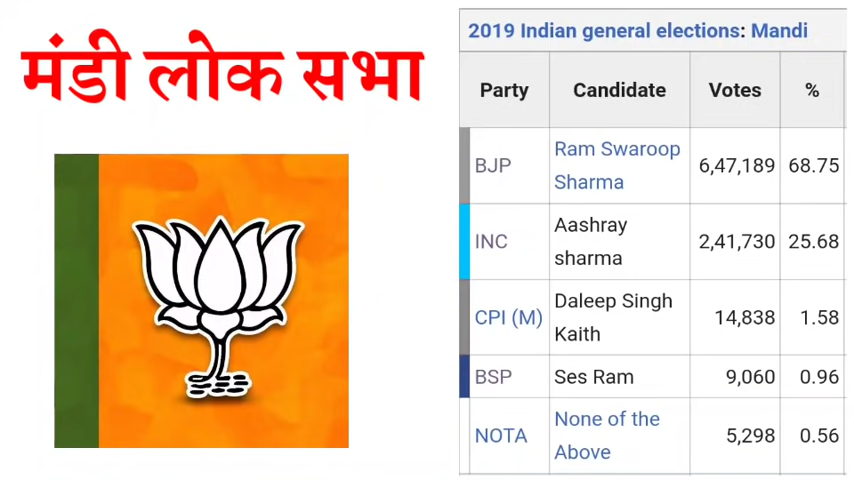 मंडी लोक सभा
2019 Indian general elections: Mandi
Party Candidate Votes %
BJP Ram Swaroop Sharma 6,47,189 68.75
INC Aashray sharma 2,41,730 25.68
CPI (M) Daleep Singh Kaith 14,838 1.58
BSP Ses Ram 9,060 0.96
NOTA None of the Above 5,298 0.56